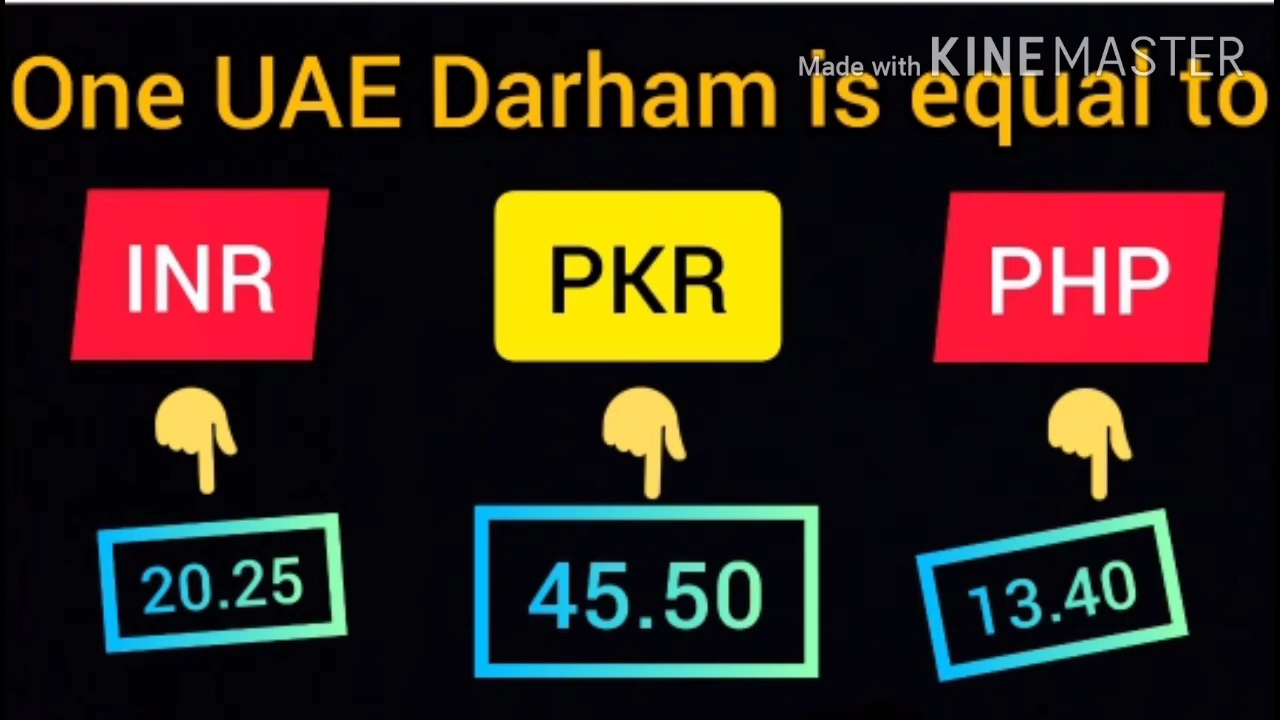 Made with KINEMASTER
One UAE Darham is equal to
INR PKR PHP
20.25 45.50 13.40